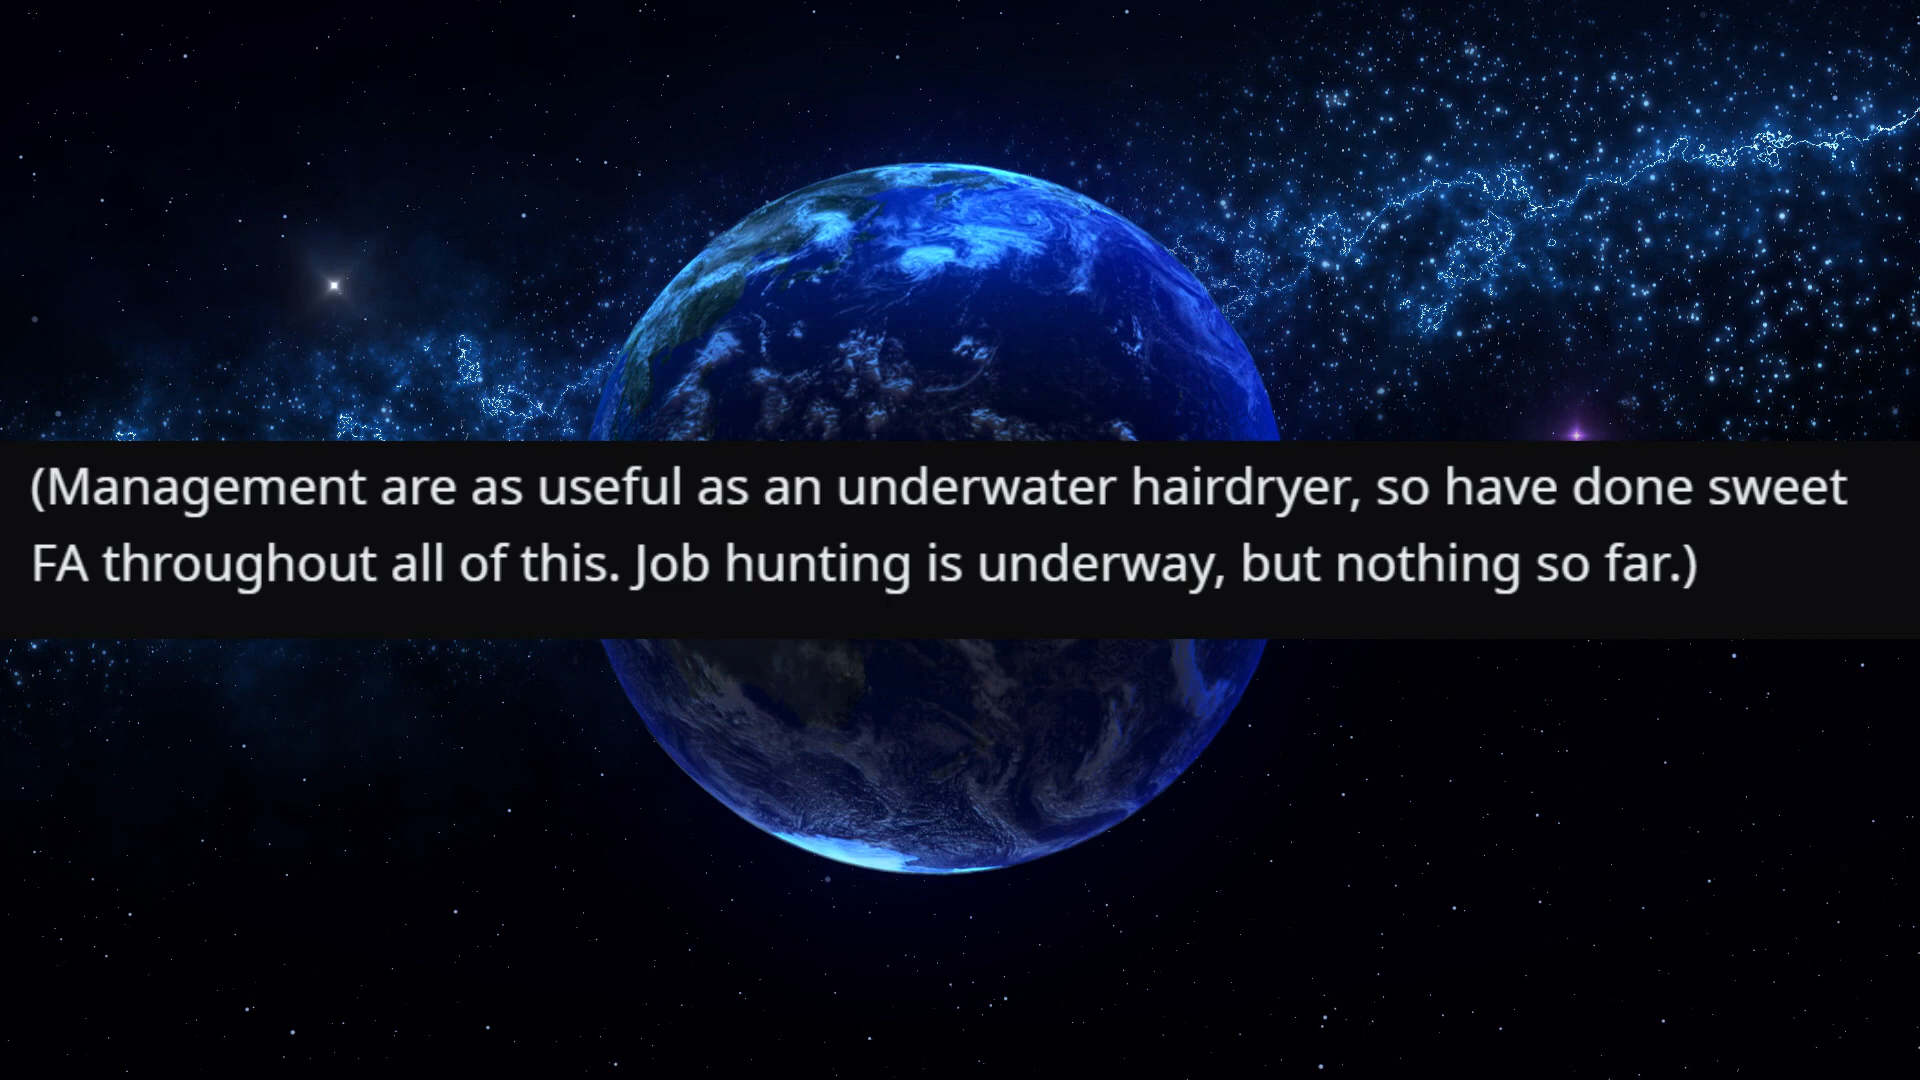 (Management are as useful as an underwater hairdryer, so have done sweet
FA throughout all of this. Job hunting is underway, but nothing so far.)